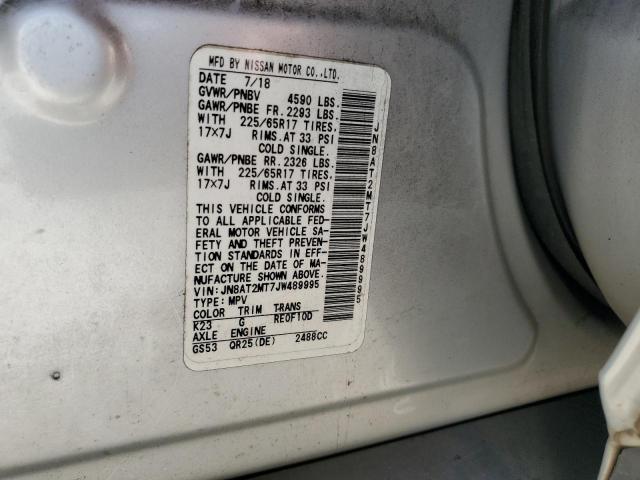 MFD BY NISSAN MOTOR CO.,LTD.
DATE 7/18
GVWR/PNBV 4590 LBS.
GAWR/PNBE FR. 2293 LBS.
WITH 225/65R17 TIRES.
17×7J RIMS.AT 33 PSI
COLD SINGLE.
GAWR/PNBE RR. 2326 LBS.
WITH 225/65R17 TIRES.
17×7J RIMS.AT 33 PSI
COLD SINGLE.
THIS VEHICLE CONFORMS
TO ALL APPLICABLE FED-
ERAL MOTOR VEHICLE SA-
FETY AND THEFT PREVEN-
TION STANDARDS IN EFF-
ECT ON THE DATE OF MA-
NUFACTURE SHOWN ABOVE.
VIN: JN8AT2MT7JW489995
TYPE: MPV
COLOR TRIM TRANS
K23 G RE0F10D
AXLE ENGINE
GS53 QR25(DE) 2488CC
JN8AT2MT7JW489995